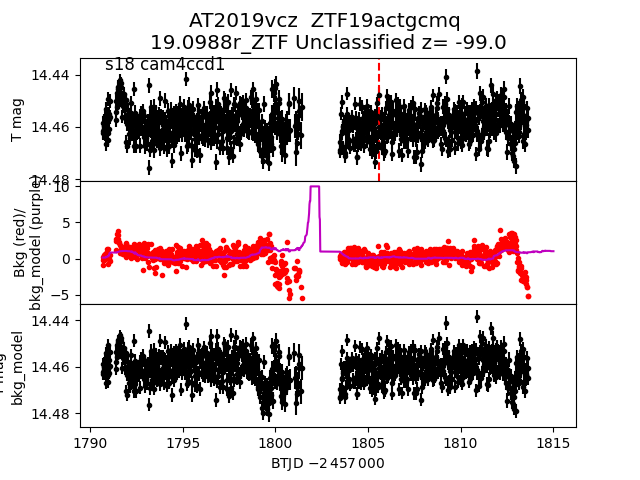 AT2019vcz  ZTF19actgcmq
19.0988r_ZTF Unclassified z= -99.0
s18 cam4ccd1
T mag
14.44
14.46
14.48
Bkg (red)/
bkg_model (purple)
10
5
0
−5
bkg_model
14.44
14.46
14.48
1790
1795
1800
1805
1810
1815
BTJD −2 457 000